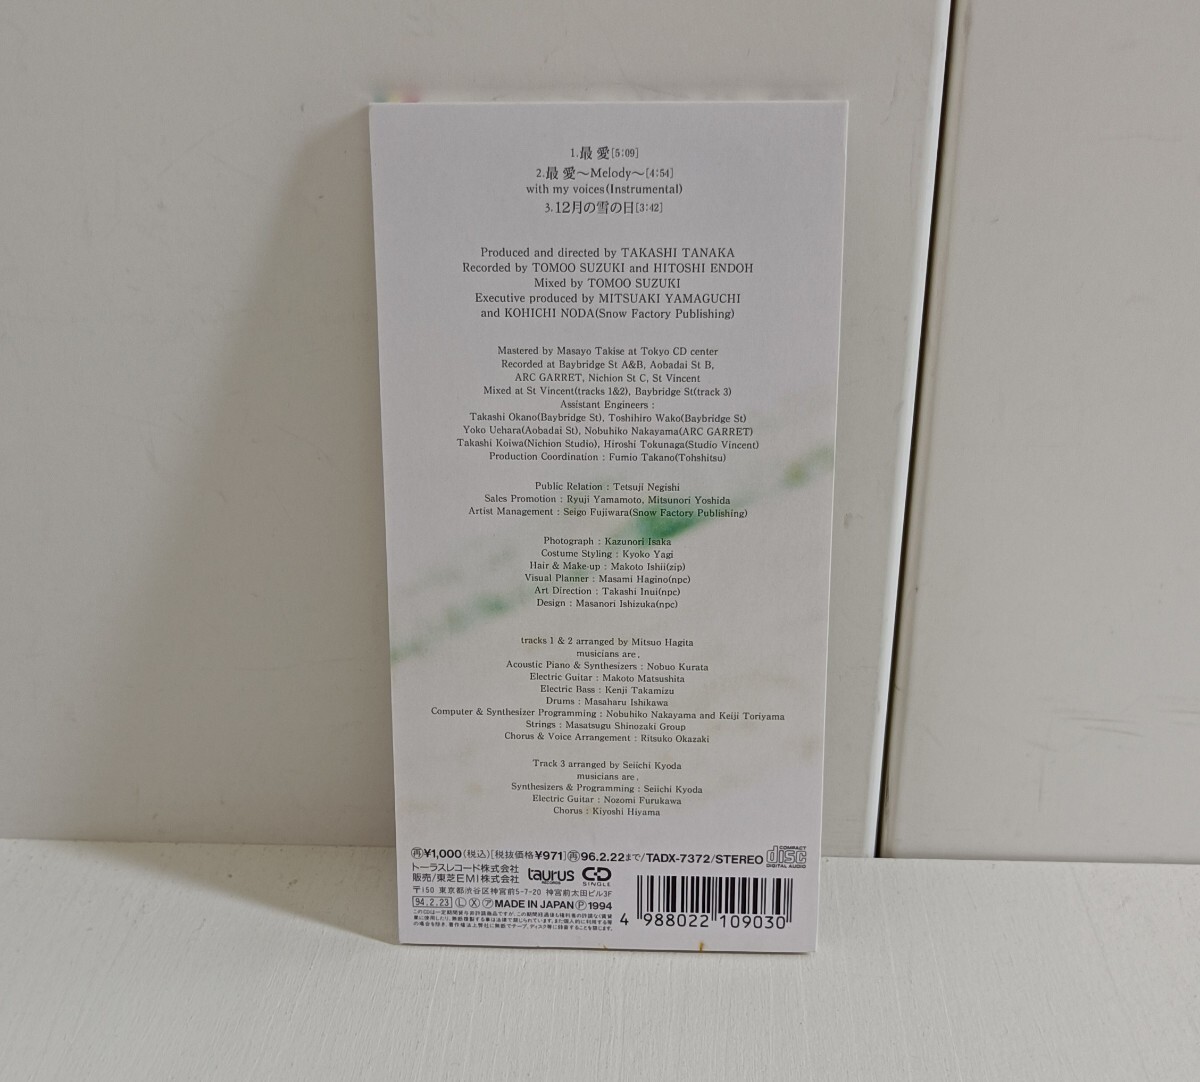 1.最 愛[5:09]
2.最 愛〜Melody〜[4:54]
with my voices(Instrumental)
3.12月の雪の日[3:42]
Produced and directed by TAKASHI TANAKA
Recorded by TOMOO SUZUKI and HITOSHI ENDOH
Mixed by TOMOO SUZUKI
Executive produced by MITSUAKI YAMAGUCHI
and KOHICHI NODA(Snow Factory Publishing)
Mastered by Masayo Takise at Tokyo CD center
Recorded at Baybridge St A&B, Aobadai St B,
ARC GARRET, Nichion St C, St Vincent
Mixed at St Vincent(tracks 1&2), Baybridge St(track 3)
Assistant Engineers :
Takashi Okano(Baybridge St), Toshihiro Wako(Baybridge St)
Yoko Uehara(Aobadai St), Nobuhiko Nakayama(ARC GARRET)
Takashi Koiwa(Nichion Studio), Hiroshi Tokunaga(Studio Vincent)
Production Coordination : Fumio Takano(Tohshitsu)
Public Relation : Tetsuji Negishi
Sales Promotion : Ryuji Yamamoto, Mitsunori Yoshida
Artist Management : Seigo Fujiwara(Snow Factory Publishing)
Photograph : Kazunori Isaka
Costume Styling : Kyoko Yagi
Hair & Make-up : Makoto Ishii(zip)
Visual Planner : Masami Hagino(npc)
Art Direction : Takashi Inui(npc)
Design : Masanori Ishizuka(npc)
tracks 1 & 2 arranged by Mitsuo Hagita
musicians are,
Acoustic Piano & Synthesizers : Nobuo Kurata
Electric Guitar : Makoto Matsushita
Electric Bass : Kenji Takamizu
Drums : Masaharu Ishikawa
Computer & Synthesizer Programming : Nobuhiko Nakayama and Keiji Toriyama
Strings : Masatsugu Shinozaki Group
Chorus & Voice Arrangement : Ritsuko Okazaki
Track 3 arranged by Seiichi Kyoda
musicians are,
Synthesizers & Programming : Seiichi Kyoda
Electric Guitar : Nozomi Furukawa
Chorus : Kiyoshi Hiyama
再¥1,000(税込)[税抜価格¥971]再96.2.22まで/TADX-7372/STEREO COMPACT disc DIGITAL AUDIO
トーラスレコード株式会社
販売/東芝EMI株式会社 taurus RECORDS CD SINGLE
〒150 東京都渋谷区神宮前5-7-20 神宮前太田ビル3F
94.2.23 Ⓛ Ⓧ ㋐ MADE IN JAPAN Ⓟ 1994
4 988022 109030